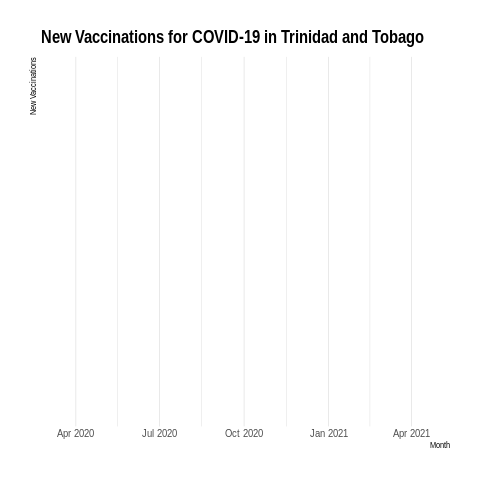 New Vaccinations for COVID-19 in Trinidad and Tobago
New Vaccinations
Apr 2020 Jul 2020 Oct 2020 Jan 2021 Apr 2021
Month